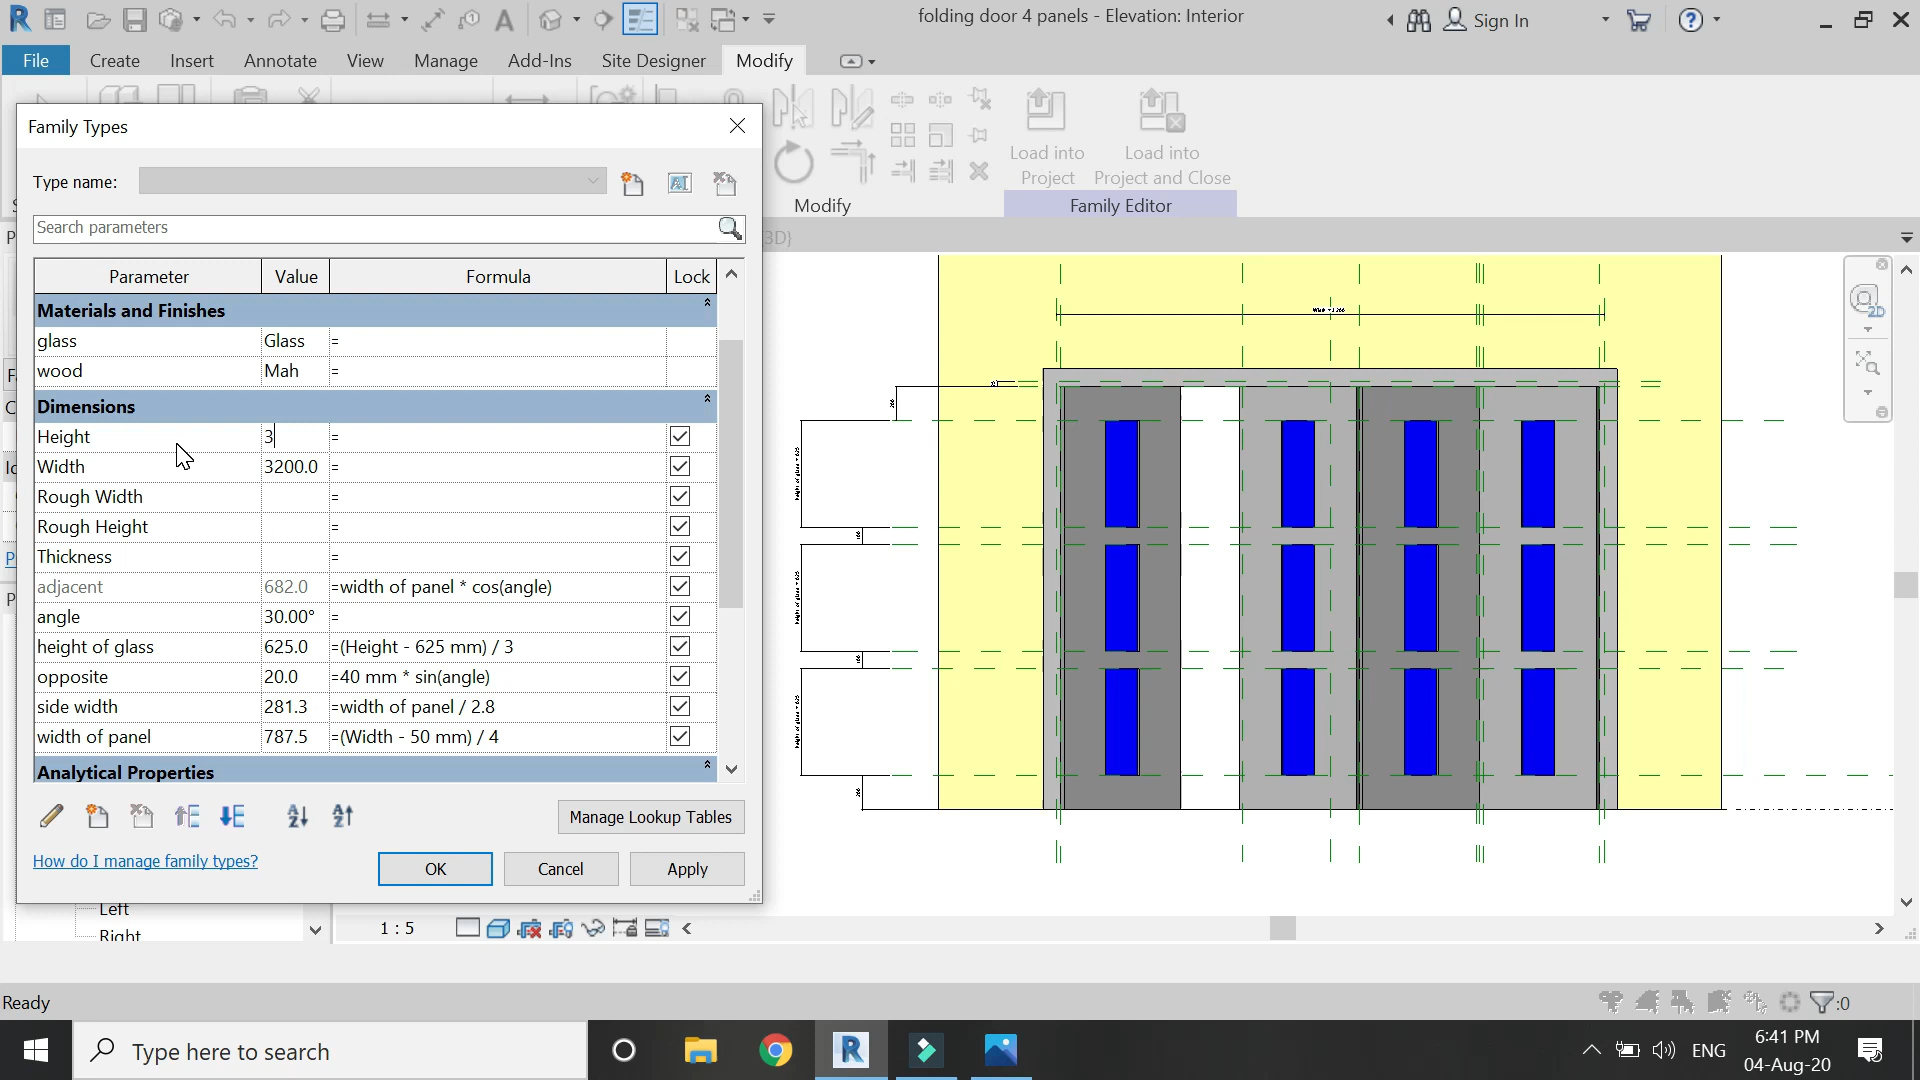 folding door 4 panels - Elevation: Interior
Sign In
File Create Insert Annotate View Manage Add-Ins Site Designer Modify
Load into Project
Load into Project and Close
Modify
Family Editor
3D}
Family Types
Type name:
Search parameters
Parameter Value Formula Lock
Materials and Finishes
glass Glass =
wood Mah =
Dimensions
Height 3 =
Width 3200.0 =
Rough Width =
Rough Height =
Thickness =
adjacent 682.0 =width of panel * cos(angle)
angle 30.00° =
height of glass 625.0 =(Height - 625 mm) / 3
opposite 20.0 =40 mm * sin(angle)
side width 281.3 =width of panel / 2.8
width of panel 787.5 =(Width - 50 mm) / 4
Analytical Properties
Manage Lookup Tables
How do I manage family types?
OK Cancel Apply
Left
Right
1 : 5
2D
Ready
:0
Type here to search
ENG
6:41 PM
04-Aug-20